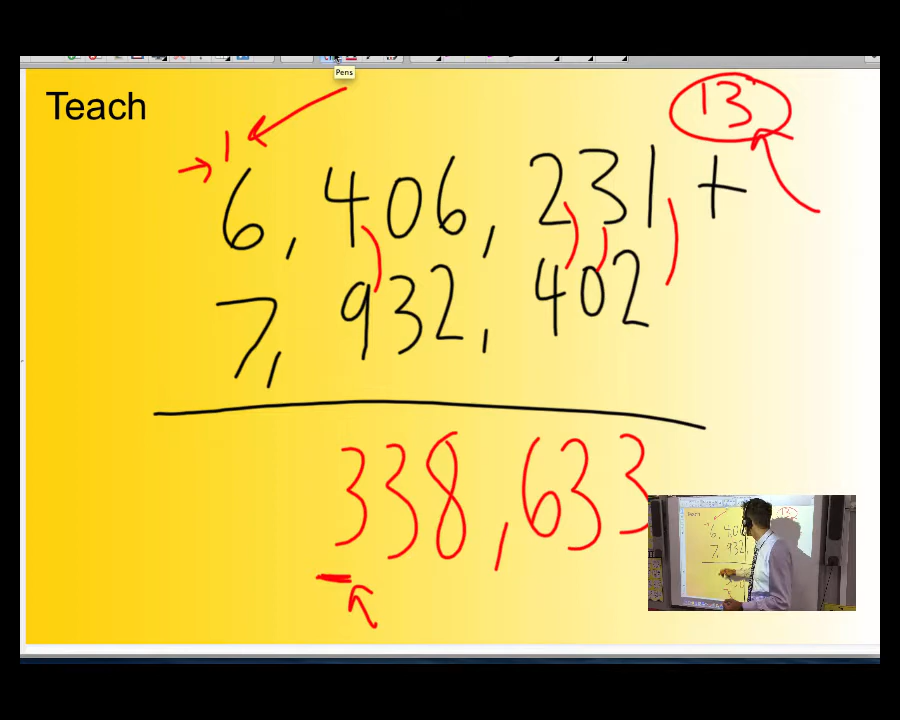 Pens
Teach
13
1
6,406,231+
7,932,402
338,633